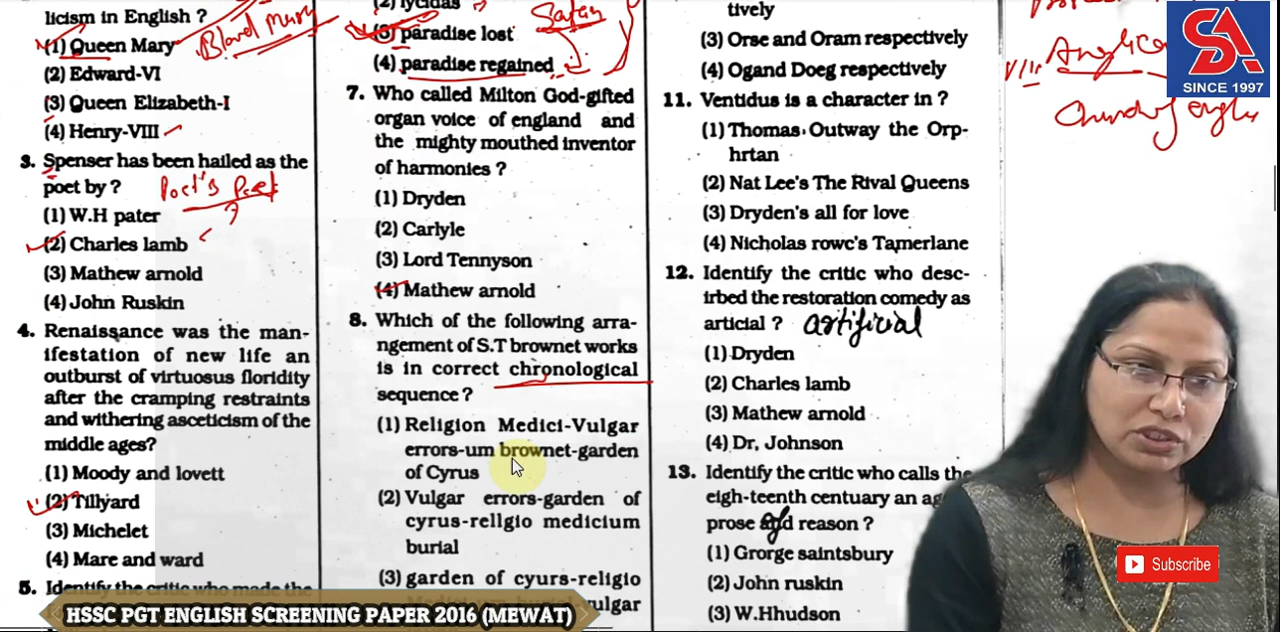 licism in English ?
(1) Queen Mary
Bloud Mary
(2) Edward-VI
(3) Queen Elizabeth-I
(4) Henry-VIII
3. Spenser has been hailed as the
poet by ?
Poet's Poet
(1) W.H pater
?
(2) Charles lamb
(3) Mathew arnold
(4) John Ruskin
4. Renaissance was the man-
ifestation of new life an
outburst of virtuosus floridity
after the cramping restraints
and withering asceticism of the
middle ages?
(1) Moody and lovett
(2) Tillyard
(3) Michelet
(4) Mare and ward
5. Identify the critic who made the
(2) lycidas
Satan
(3) paradise lost
(4) paradise regained
7. Who called Milton God-gifted
organ voice of england and
the mighty mouthed inventor
of harmonies ?
(1) Dryden
(2) Carlyle
(3) Lord Tennyson
(4) Mathew arnold
8. Which of the following arra-
ngement of S.T brownet works
is in correct chronological
sequence ?
(1) Religion Medici-Vulgar
errors-um brownet-garden
of Cyrus
(2) Vulgar errors-garden of
cyrus-rellgio medicium
burial
(3) garden of cyurs-religio
tively
(3) Orse and Oram respectively
(4) Ogand Doeg respectively
11. Ventidus is a character in ?
(1) Thomas Outway the Orp-
hrtan
(2) Nat Lee's The Rival Queens
(3) Dryden's all for love
(4) Nicholas rowc's Tamerlane
12. Identify the critic who desc-
irbed the restoration comedy as
articial ? artificial
(1) Dryden
(2) Charles lamb
(3) Mathew arnold
(4) Dr, Johnson
13. Identify the critic who calls the
eigh-teenth centuary an
prose of reason ?
(1) Grorge saintsbury
(2) John ruskin
(3) W.Hhudson
VIII
SA
SINCE 1997
Church of
Subscribe
HSSC PGT ENGLISH SCREENING PAPER 2016 (MEWAT)